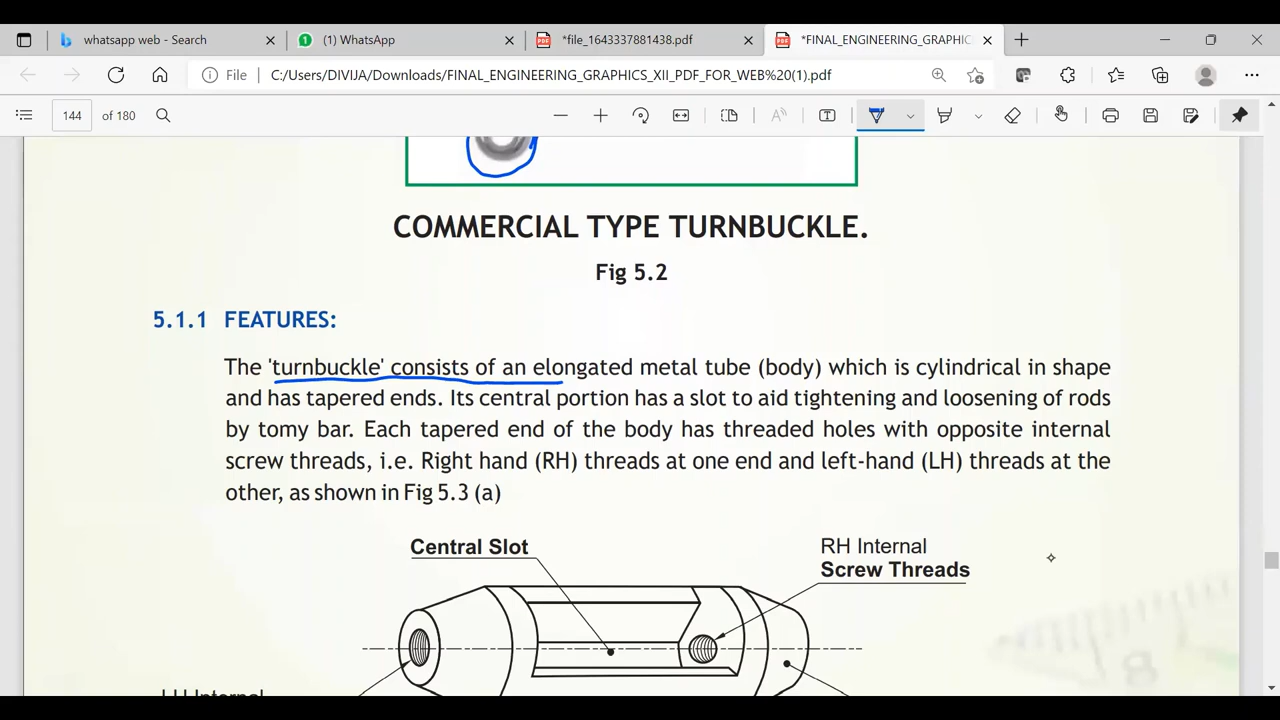 whatsapp web - Search
(1) WhatsApp
*file_1643337881438.pdf
*FINAL_ENGINEERING_GRAPHIC
File
C:/Users/DIVIJA/Downloads/FINAL_ENGINEERING_GRAPHICS_XII_PDF_FOR_WEB%20(1).pdf
144 of 180
COMMERCIAL TYPE TURNBUCKLE.
Fig 5.2
5.1.1 FEATURES:
The 'turnbuckle' consists of an elongated metal tube (body) which is cylindrical in shape
and has tapered ends. Its central portion has a slot to aid tightening and loosening of rods
by tomy bar. Each tapered end of the body has threaded holes with opposite internal
screw threads, i.e. Right hand (RH) threads at one end and left-hand (LH) threads at the
other, as shown in Fig 5.3 (a)
Central Slot
RH Internal
Screw Threads
LH Internal
8